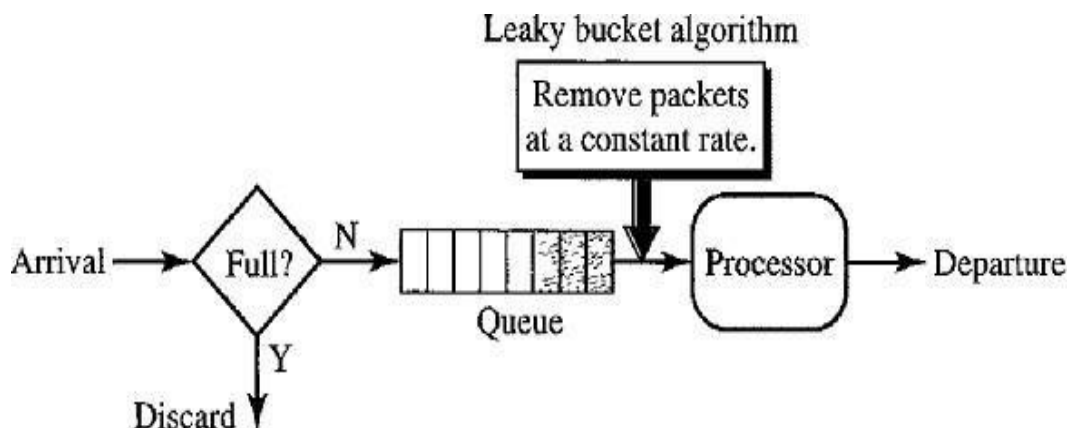 Leaky bucket algorithm
Remove packets
at a constant rate.
Arrival
Full?
N
Queue
Processor
Departure
Y
Discard